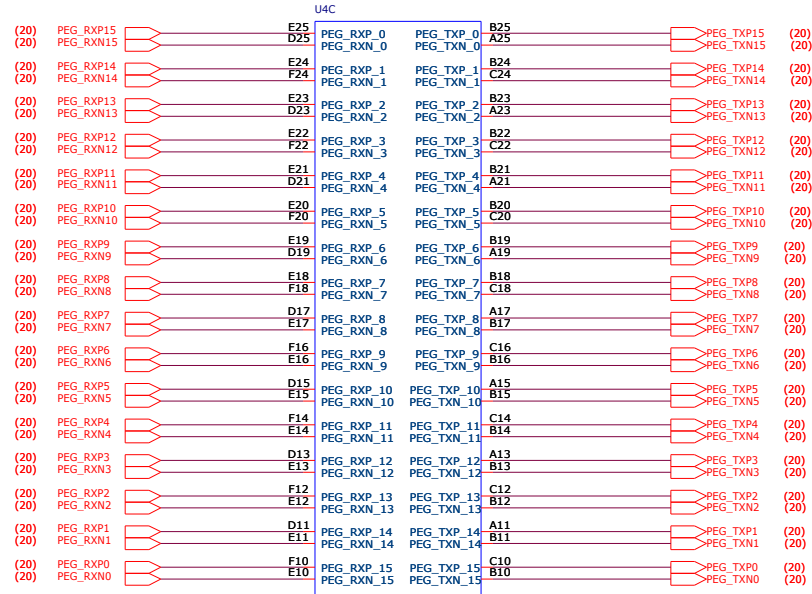 U4C
(20) PEG_RXP15 E25 PEG_RXP_0 PEG_TXP_0 B25 PEG_TXP15 (20)
(20) PEG_RXN15 D25 PEG_RXN_0 PEG_TXN_0 A25 PEG_TXN15 (20)
(20) PEG_RXP14 E24 PEG_RXP_1 PEG_TXP_1 B24 PEG_TXP14 (20)
(20) PEG_RXN14 F24 PEG_RXN_1 PEG_TXN_1 C24 PEG_TXN14 (20)
(20) PEG_RXP13 E23 PEG_RXP_2 PEG_TXP_2 B23 PEG_TXP13 (20)
(20) PEG_RXN13 D23 PEG_RXN_2 PEG_TXN_2 A23 PEG_TXN13 (20)
(20) PEG_RXP12 E22 PEG_RXP_3 PEG_TXP_3 B22 PEG_TXP12 (20)
(20) PEG_RXN12 F22 PEG_RXN_3 PEG_TXN_3 C22 PEG_TXN12 (20)
(20) PEG_RXP11 E21 PEG_RXP_4 PEG_TXP_4 B21 PEG_TXP11 (20)
(20) PEG_RXN11 D21 PEG_RXN_4 PEG_TXN_4 A21 PEG_TXN11 (20)
(20) PEG_RXP10 E20 PEG_RXP_5 PEG_TXP_5 B20 PEG_TXP10 (20)
(20) PEG_RXN10 F20 PEG_RXN_5 PEG_TXN_5 C20 PEG_TXN10 (20)
(20) PEG_RXP9 E19 PEG_RXP_6 PEG_TXP_6 B19 PEG_TXP9 (20)
(20) PEG_RXN9 D19 PEG_RXN_6 PEG_TXN_6 A19 PEG_TXN9 (20)
(20) PEG_RXP8 E18 PEG_RXP_7 PEG_TXP_7 B18 PEG_TXP8 (20)
(20) PEG_RXN8 F18 PEG_RXN_7 PEG_TXN_7 C18 PEG_TXN8 (20)
(20) PEG_RXP7 D17 PEG_RXP_8 PEG_TXP_8 A17 PEG_TXP7 (20)
(20) PEG_RXN7 E17 PEG_RXN_8 PEG_TXN_8 B17 PEG_TXN7 (20)
(20) PEG_RXP6 F16 PEG_RXP_9 PEG_TXP_9 C16 PEG_TXP6 (20)
(20) PEG_RXN6 E16 PEG_RXN_9 PEG_TXN_9 B16 PEG_TXN6 (20)
(20) PEG_RXP5 D15 PEG_RXP_10 PEG_TXP_10 A15 PEG_TXP5 (20)
(20) PEG_RXN5 E15 PEG_RXN_10 PEG_TXN_10 B15 PEG_TXN5 (20)
(20) PEG_RXP4 F14 PEG_RXP_11 PEG_TXP_11 C14 PEG_TXP4 (20)
(20) PEG_RXN4 E14 PEG_RXN_11 PEG_TXN_11 B14 PEG_TXN4 (20)
(20) PEG_RXP3 D13 PEG_RXP_12 PEG_TXP_12 A13 PEG_TXP3 (20)
(20) PEG_RXN3 E13 PEG_RXN_12 PEG_TXN_12 B13 PEG_TXN3 (20)
(20) PEG_RXP2 F12 PEG_RXP_13 PEG_TXP_13 C12 PEG_TXP2 (20)
(20) PEG_RXN2 E12 PEG_RXN_13 PEG_TXN_13 B12 PEG_TXN2 (20)
(20) PEG_RXP1 D11 PEG_RXP_14 PEG_TXP_14 A11 PEG_TXP1 (20)
(20) PEG_RXN1 E11 PEG_RXN_14 PEG_TXN_14 B11 PEG_TXN1 (20)
(20) PEG_RXP0 F10 PEG_RXP_15 PEG_TXP_15 C10 PEG_TXP0 (20)
(20) PEG_RXN0 E10 PEG_RXN_15 PEG_TXN_15 B10 PEG_TXN0 (20)